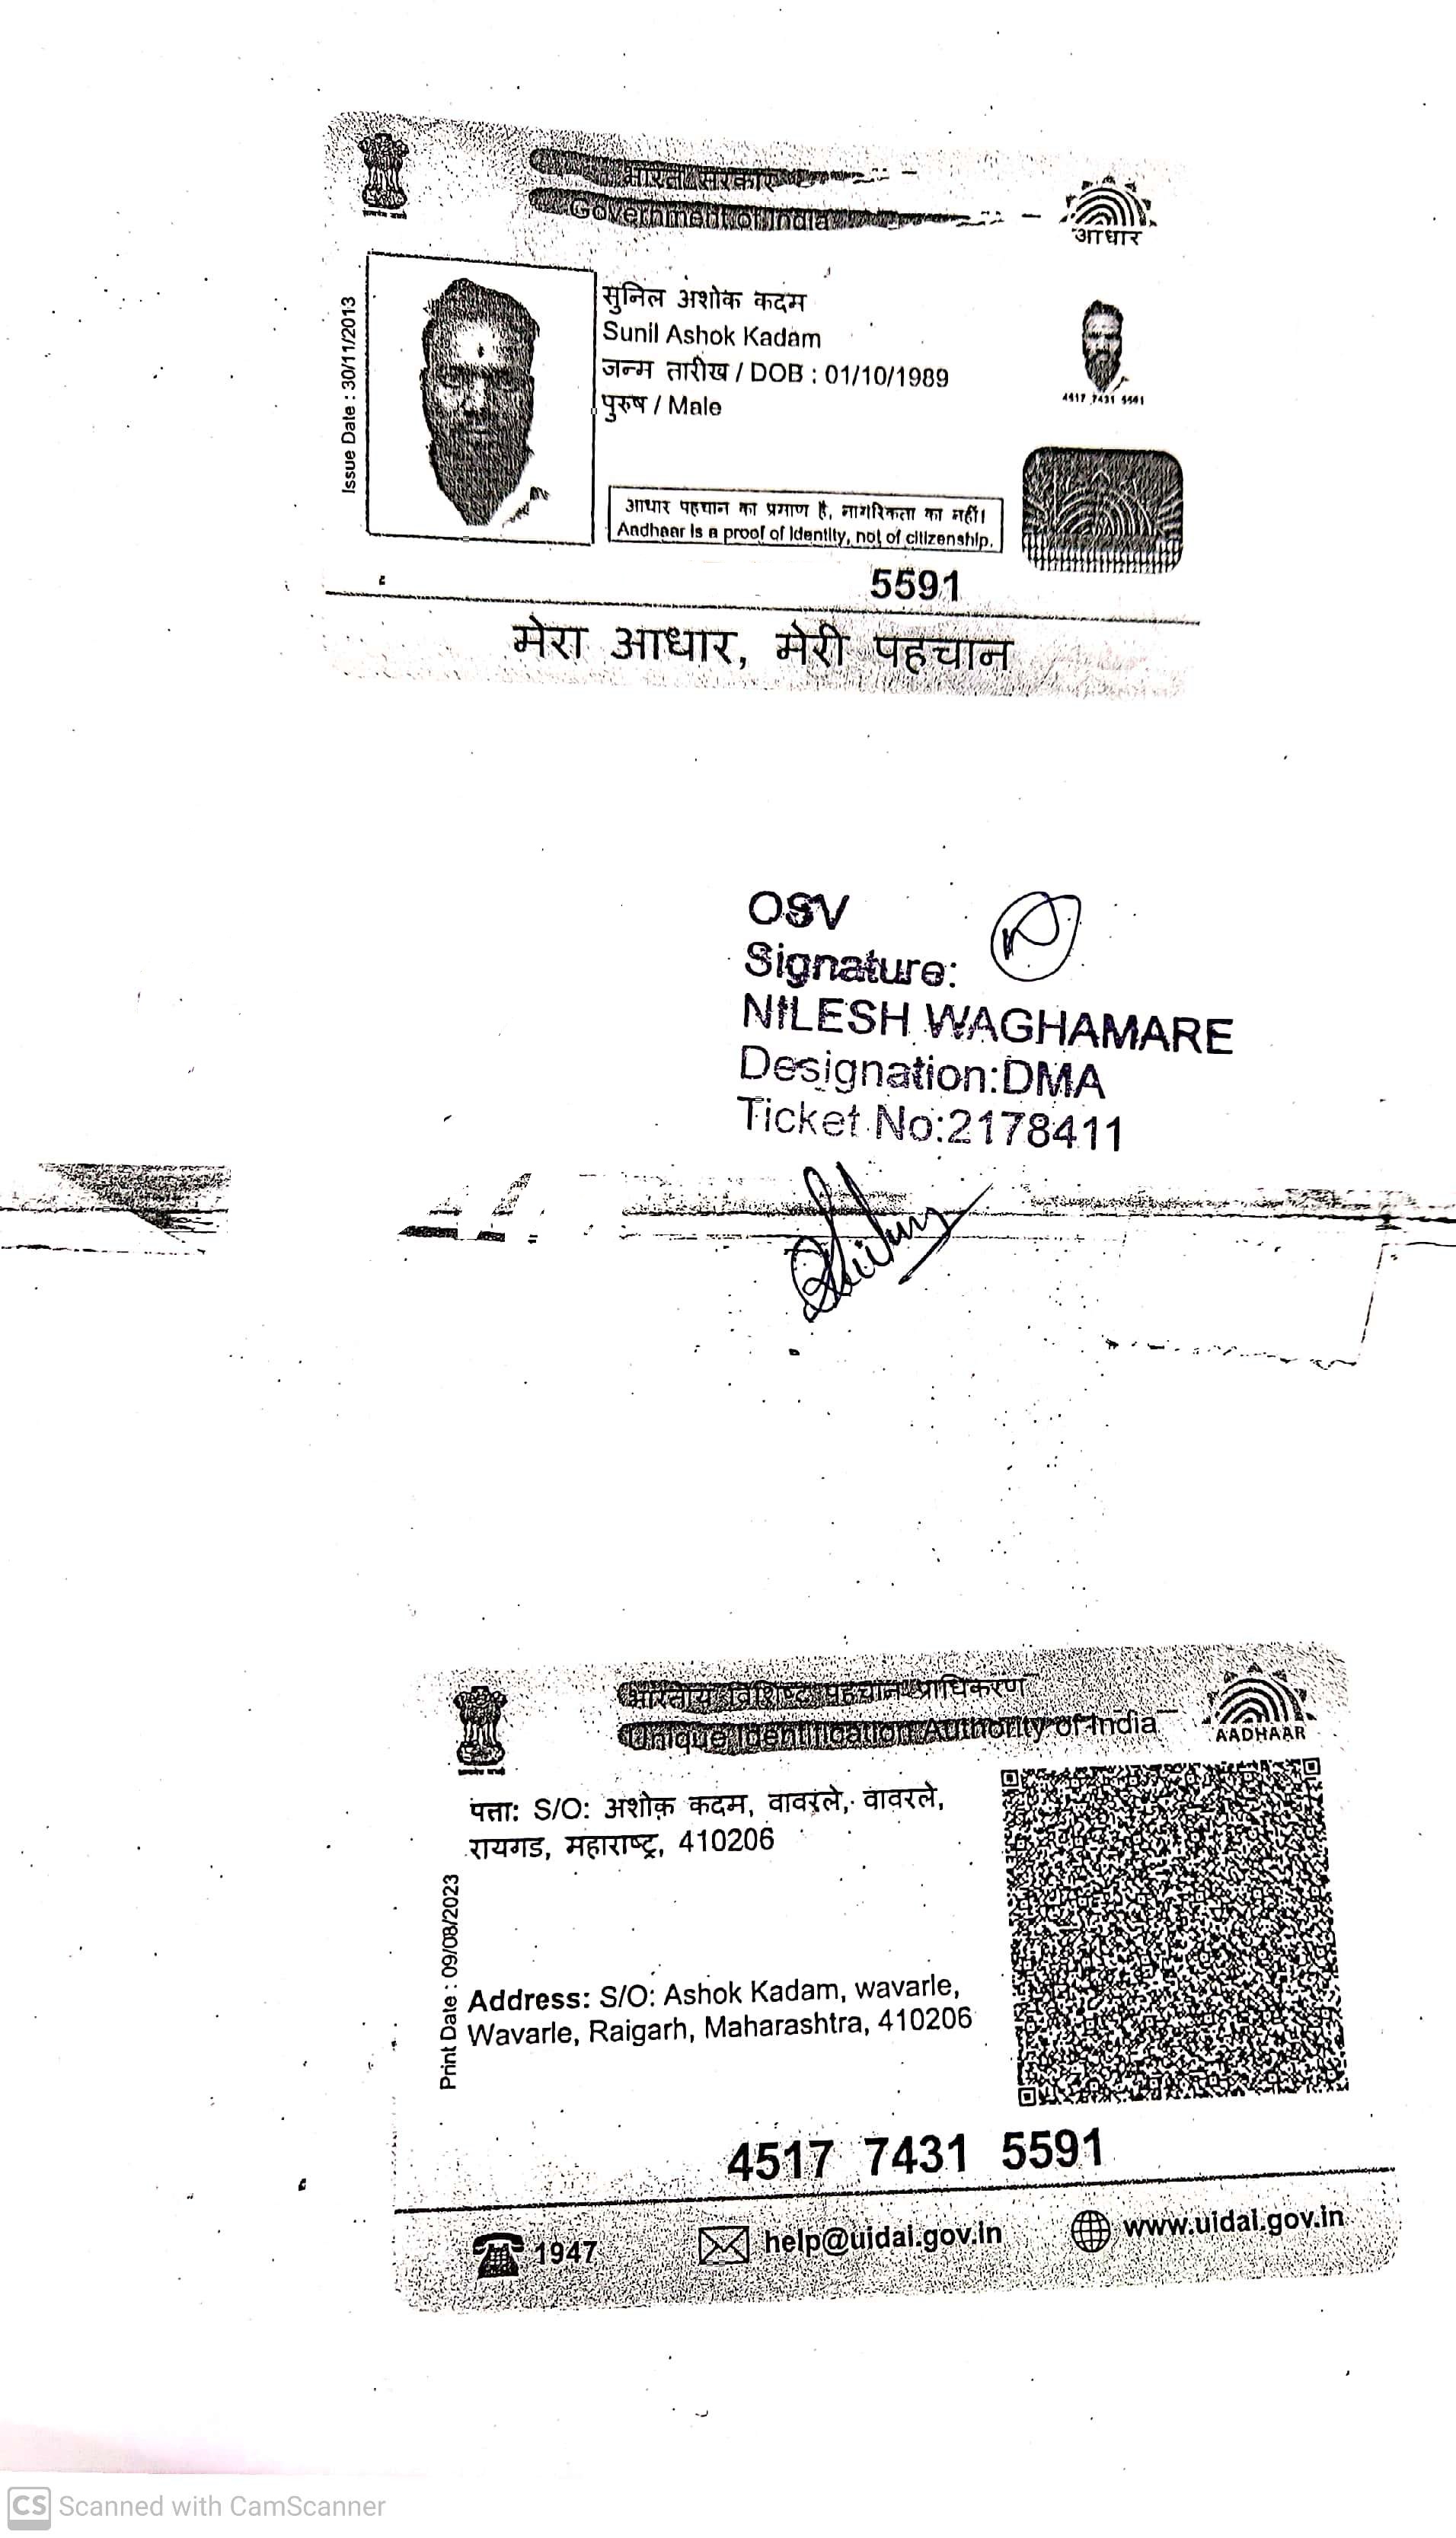 भारत सरकार
Government of India
आधार
Issue Date : 30/11/2013
सुनिल अशोक कदम
Sunil Ashok Kadam
जन्म तारीख / DOB : 01/10/1989
पुरुष / Male
4517 7431 5591
आधार पहचान का प्रमाण है, नागरिकता का नहीं।
Aadhaar is a proof of identity, not of citizenship.
5591
मेरा आधार, मेरी पहचान
OSV
Signature:
NILESH WAGHAMARE
Designation:DMA
Ticket No:2178411
भारतीय विशिष्ट पहचान प्राधिकरण
Unique Identification Authority of India
AADHAAR
पता: S/O: अशोक कदम, वावरले, वावरले,
रायगड, महाराष्ट्र, 410206
Print Date : 09/08/2023
Address: S/O: Ashok Kadam, wavarle,
Wavarle, Raigarh, Maharashtra, 410206
4517 7431 5591
1947
help@uidai.gov.in
www.uidai.gov.in
CS Scanned with CamScanner